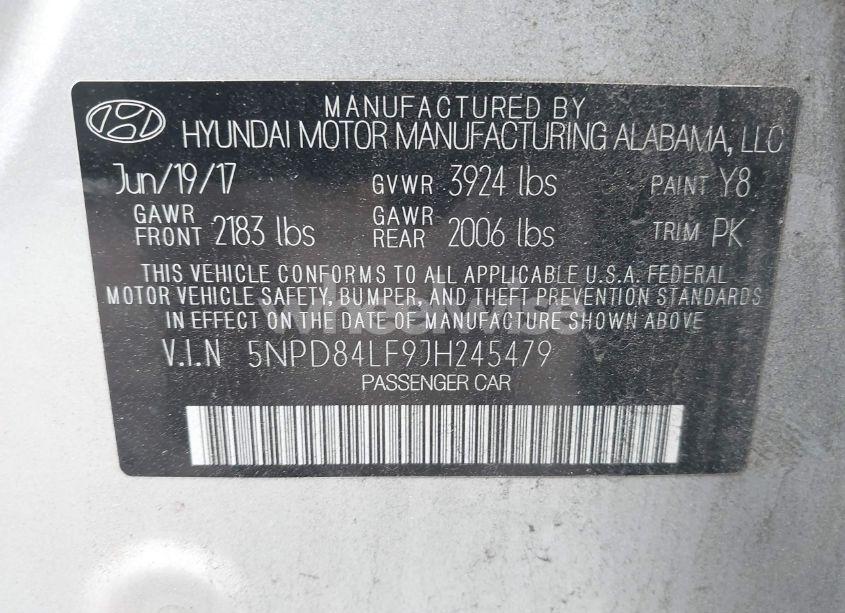 MANUFACTURED BY
HYUNDAI MOTOR MANUFACTURING ALABAMA, LLC
Jun/19/17 GVWR 3924 lbs PAINT Y8
GAWR FRONT 2183 lbs GAWR REAR 2006 lbs TRIM PK
THIS VEHICLE CONFORMS TO ALL APPLICABLE U.S.A. FEDERAL
MOTOR VEHICLE SAFETY, BUMPER, AND THEFT PREVENTION STANDARDS
IN EFFECT ON THE DATE OF MANUFACTURE SHOWN ABOVE
V.I.N 5NPD84LF9JH245479
PASSENGER CAR